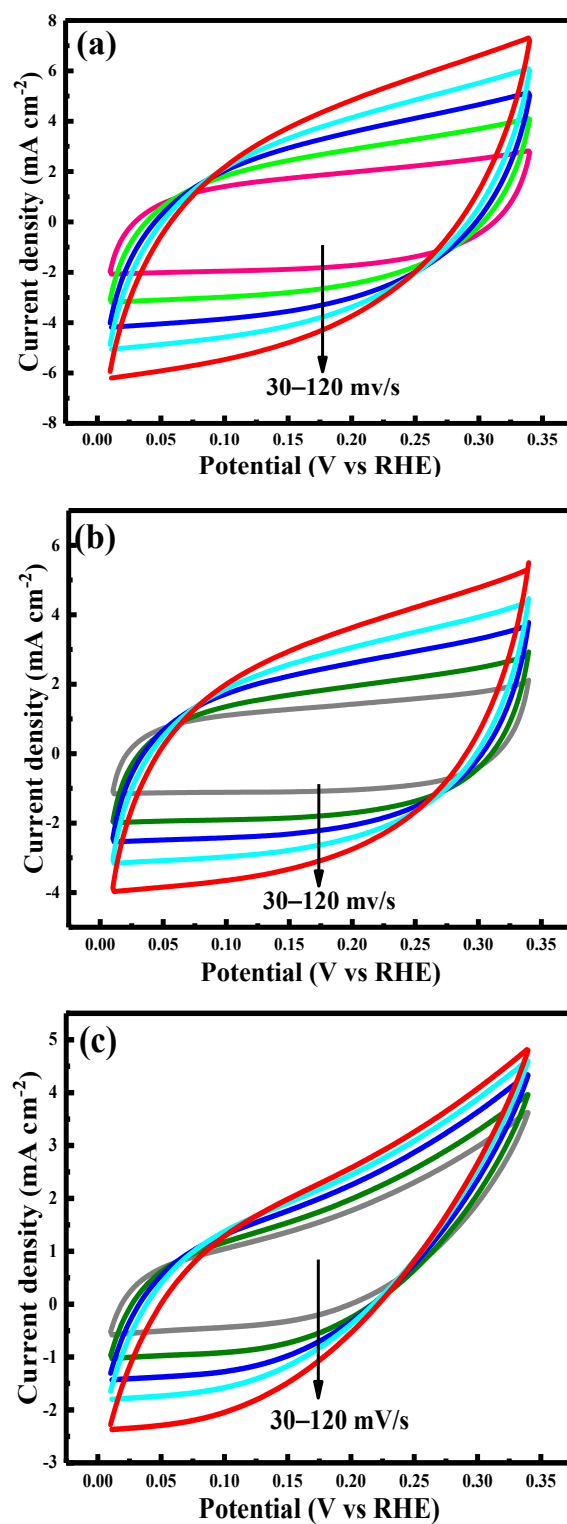 (a)
8
6
4
2
0
-2
-4
-6
-8
Current density (mA cm-2)
30–120 mv/s
0.00 0.05 0.10 0.15 0.20 0.25 0.30 0.35
Potential (V vs RHE)
(b)
6
4
2
0
-2
-4
Current density (mA cm-2)
30–120 mv/s
0.00 0.05 0.10 0.15 0.20 0.25 0.30 0.35
Potential (V vs RHE)
(c)
5
4
3
2
1
0
-1
-2
-3
Current density (mA cm-2)
30–120 mV/s
0.00 0.05 0.10 0.15 0.20 0.25 0.30 0.35
Potential (V vs RHE)